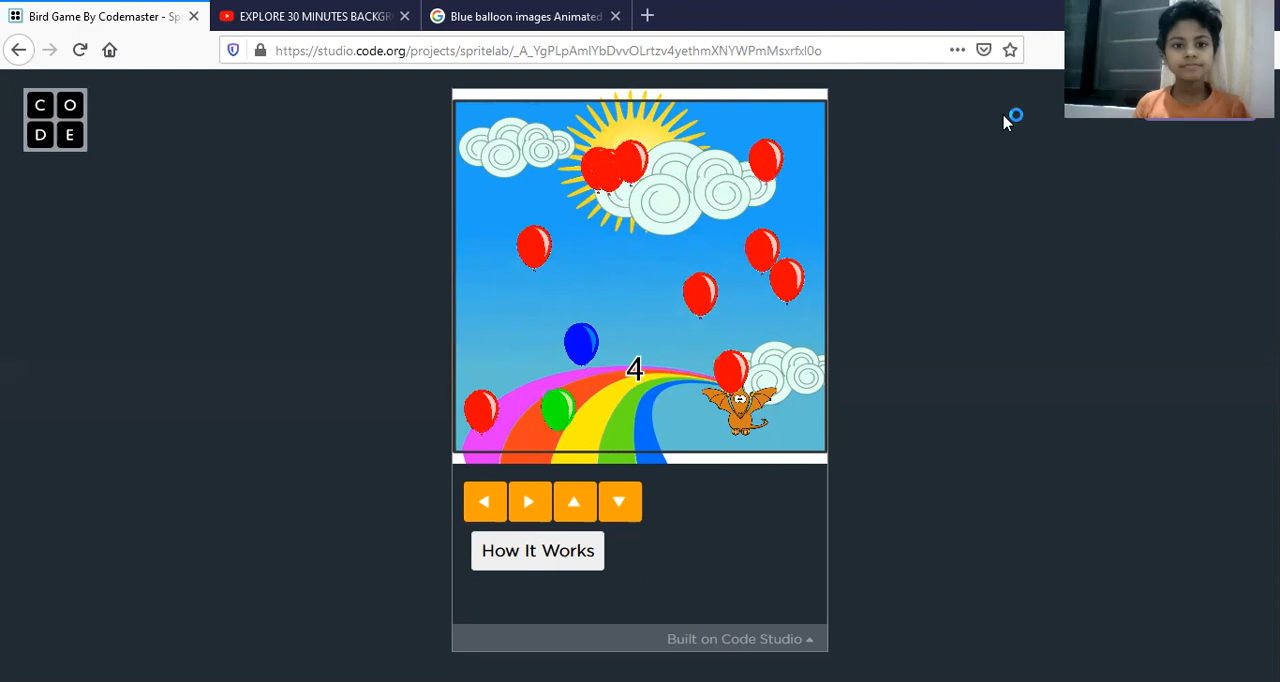 Bird Game By Codemaster - Sp
EXPLORE 30 MINUTES BACKGR
Blue balloon images Animated
https://studio.code.org/projects/spritelab/_A_YgPLpAmlYbDvvOLrtzv4yethmXNYWPmMsxrfxl0o
C O
D E
4
How It Works
Built on Code Studio